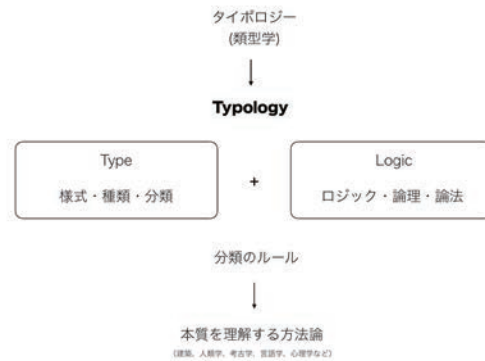 タイポロジー
(類型学)
Typology
Type
様式・種類・分類
+
Logic
ロジック・論理・論法
分類のルール
本質を理解する方法論
(建築、人類学、考古学、言語学、心理学など)